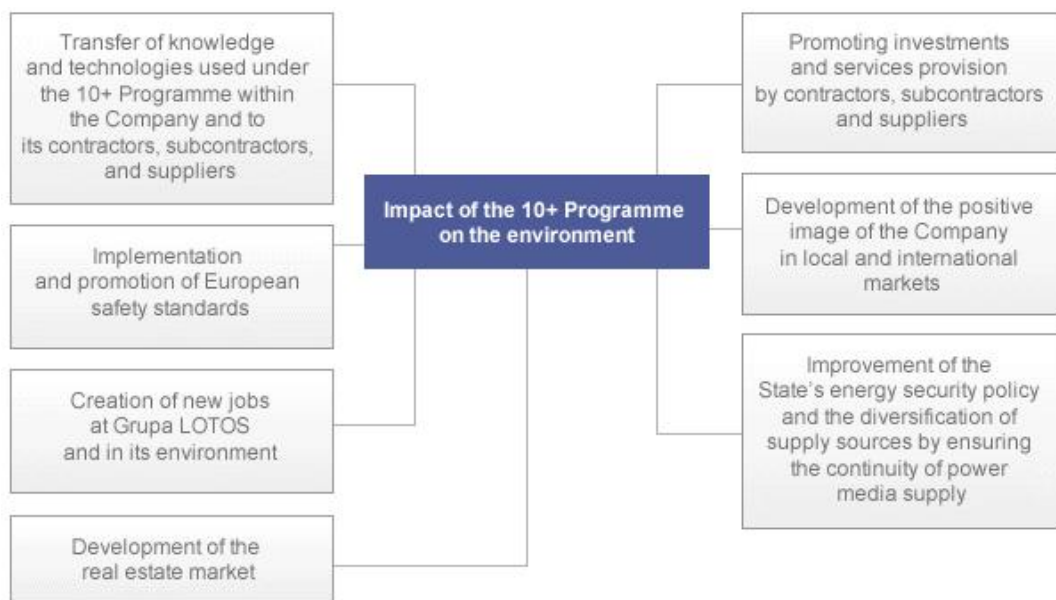 Transfer of knowledge
and technologies used under
the 10+ Programme within
the Company and to
its contractors, subcontractors,
and suppliers
Implementation
and promotion of European
safety standards
Creation of new jobs
at Grupa LOTOS
and in its environment
Development of the
real estate market
Impact of the 10+ Programme
on the environment
Promoting investments
and services provision
by contractors, subcontractors
and suppliers
Development of the positive
image of the Company
in local and international
markets
Improvement of the
State's energy security policy
and the diversification of
supply sources by ensuring
the continuity of power
media supply